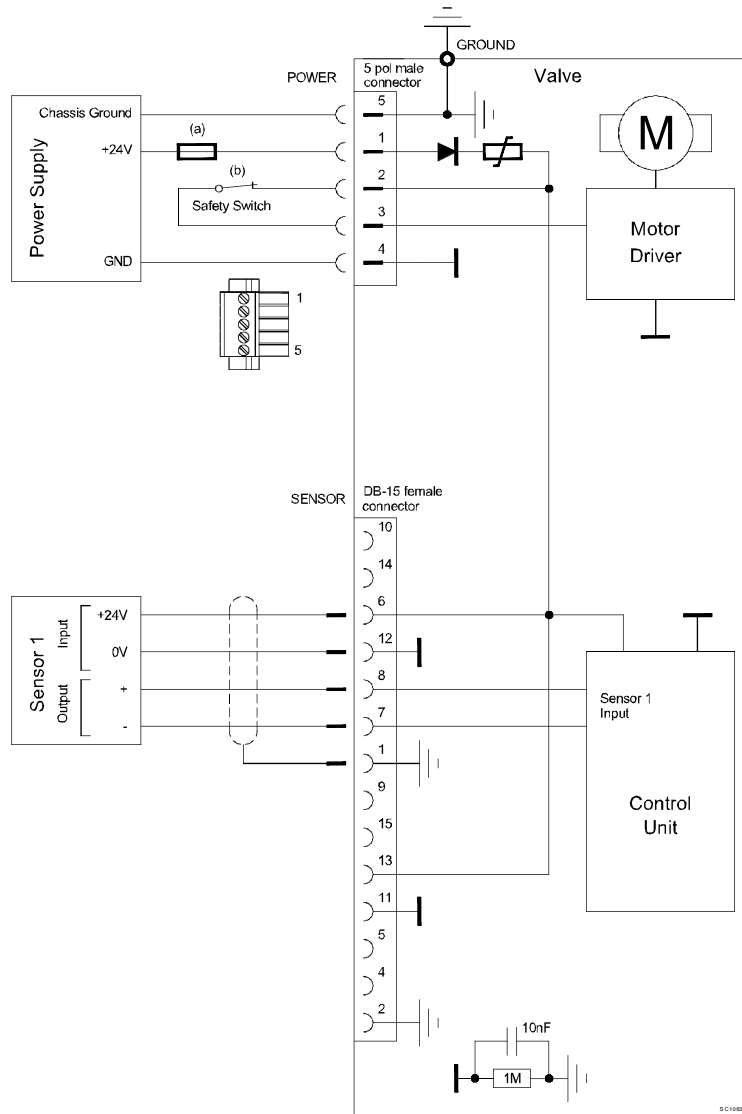 GROUND
5 pol male
connector
Valve
POWER
5
Chassis Ground
(a)
+24V
1
M
(b)
2
Safety Switch
Power Supply
3
Motor
Driver
4
GND
1
5
DB-15 female
connector
SENSOR
10
14
6
+24V
Input
12
0V
Sensor 1
8
Output
+
Sensor 1
Input
7
-
1
9
Control
Unit
15
13
11
5
4
2
10nF
1M